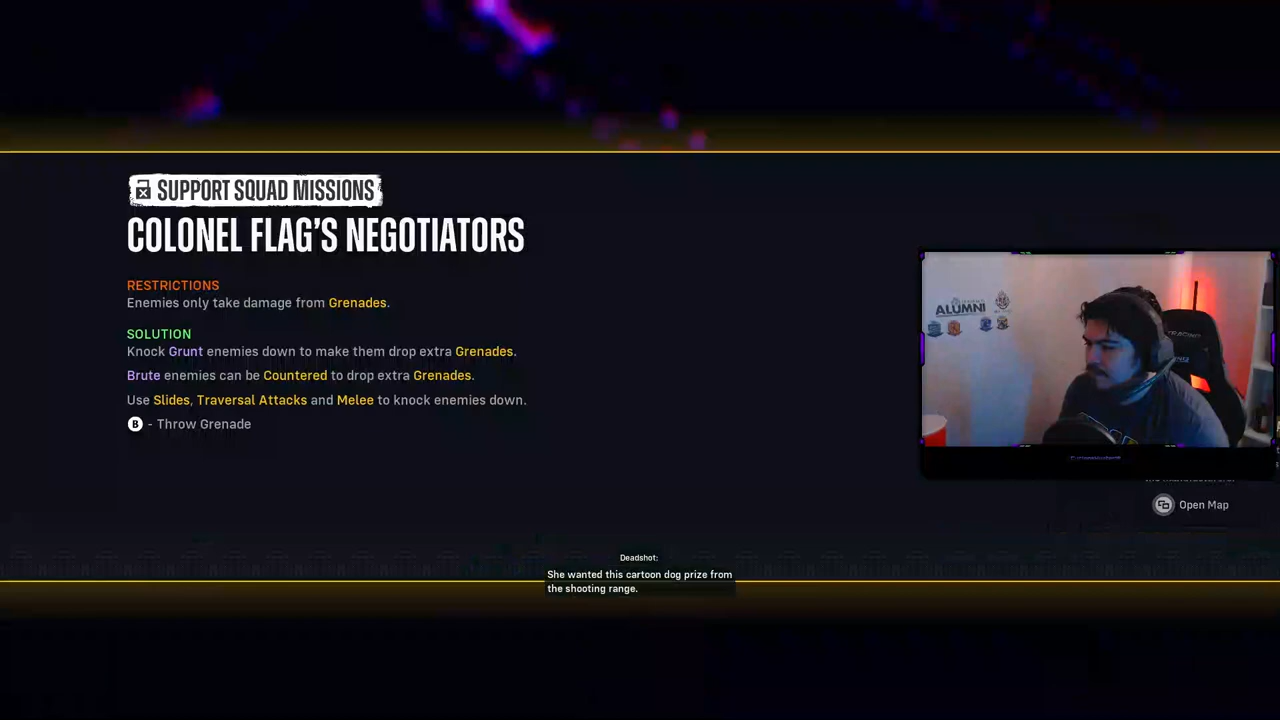 SUPPORT SQUAD MISSIONS
COLONEL FLAG'S NEGOTIATORS
RESTRICTIONS
Enemies only take damage from Grenades.
SOLUTION
Knock Grunt enemies down to make them drop extra Grenades.
Brute enemies can be Countered to drop extra Grenades.
Use Slides, Traversal Attacks and Melee to knock enemies down.
B - Throw Grenade
ALUMNI
Open Map
Deadshot:
She wanted this cartoon dog prize from
the shooting range.